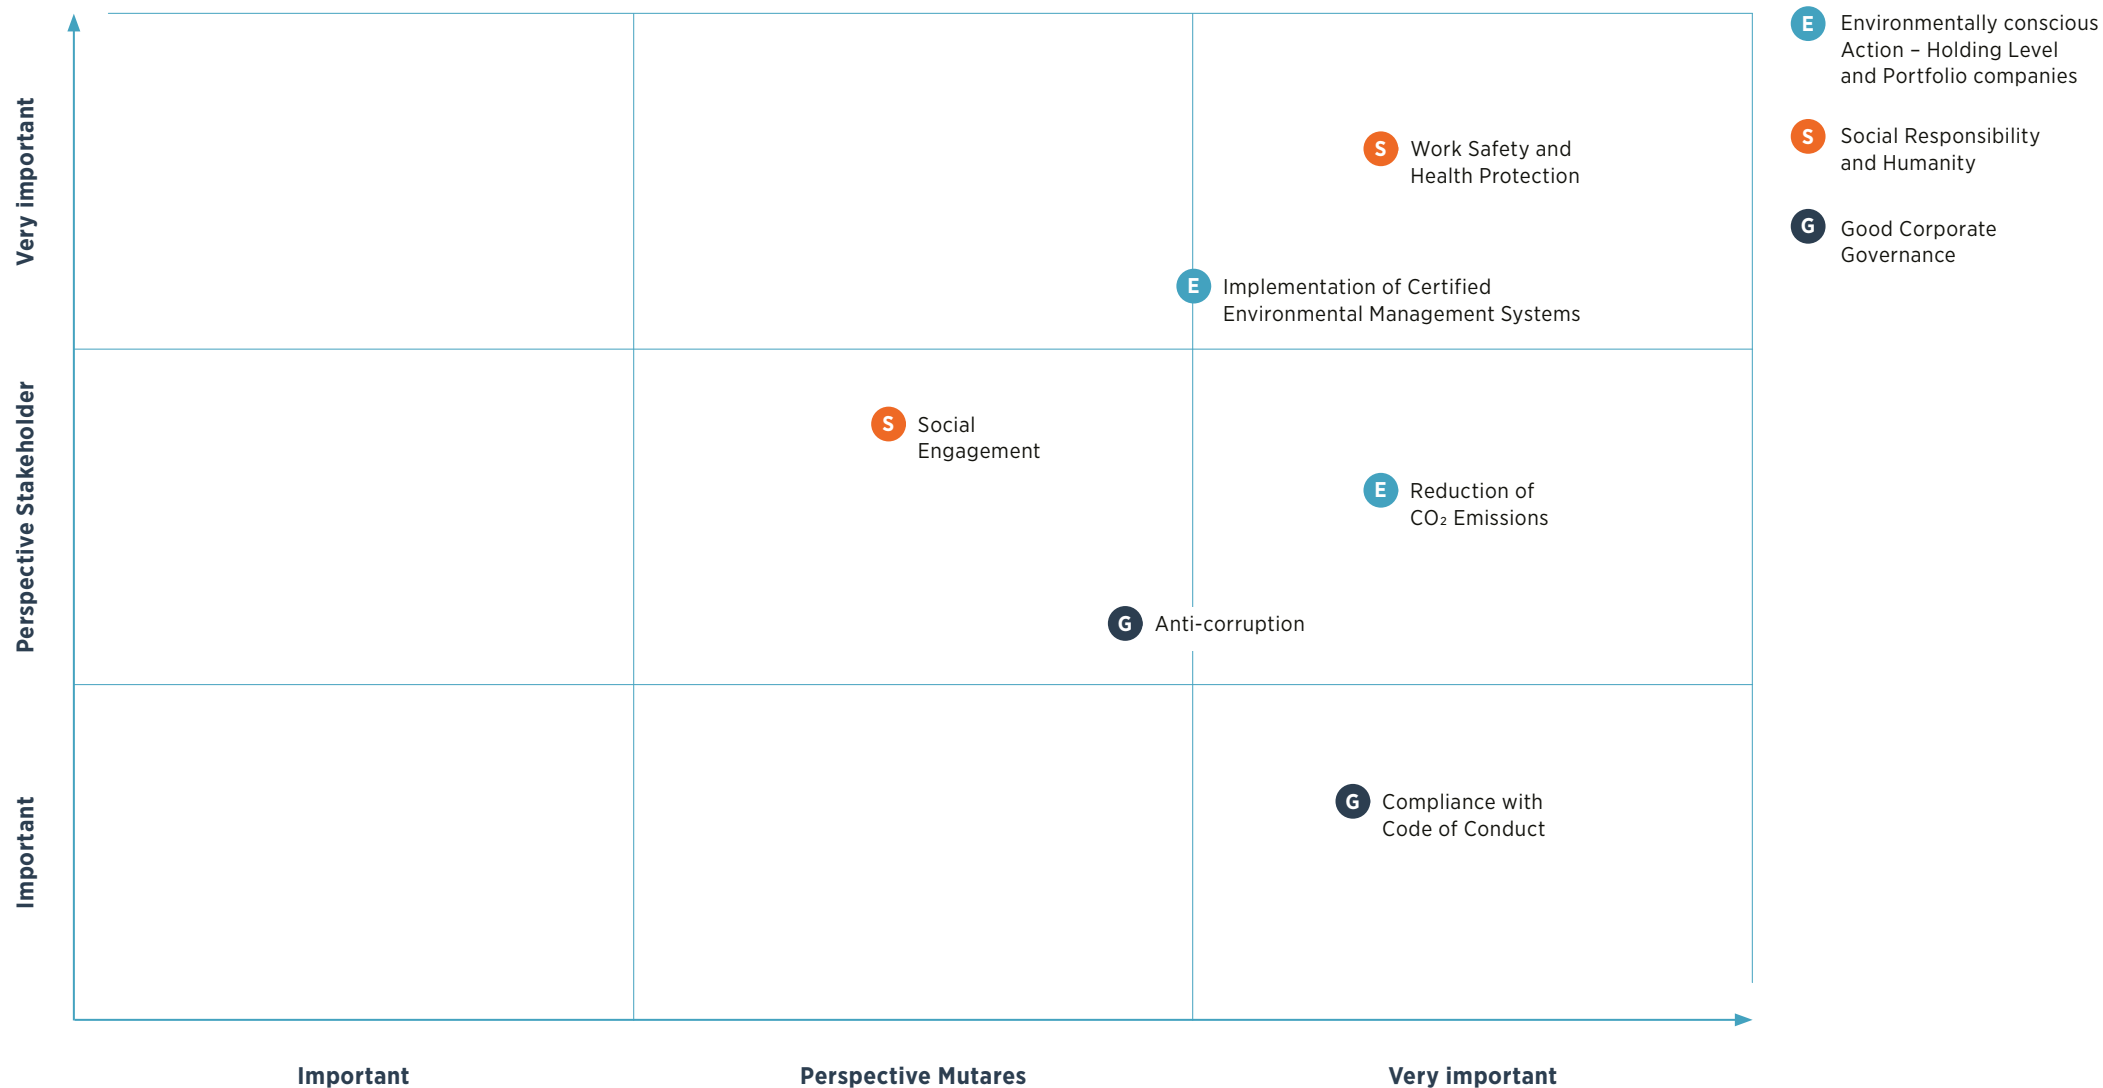 Very important
Perspective Stakeholder
Important
S
Work Safety and
Health Protection
E
Implementation of Certified
Environmental Management Systems
S
Social
Engagement
E
Reduction of
CO₂ Emissions
G
Anti-corruption
G
Compliance with
Code of Conduct
Important
Perspective Mutares
Very important
E
Environmentally conscious
Action – Holding Level
and Portfolio companies
S
Social Responsibility
and Humanity
G
Good Corporate
Governance